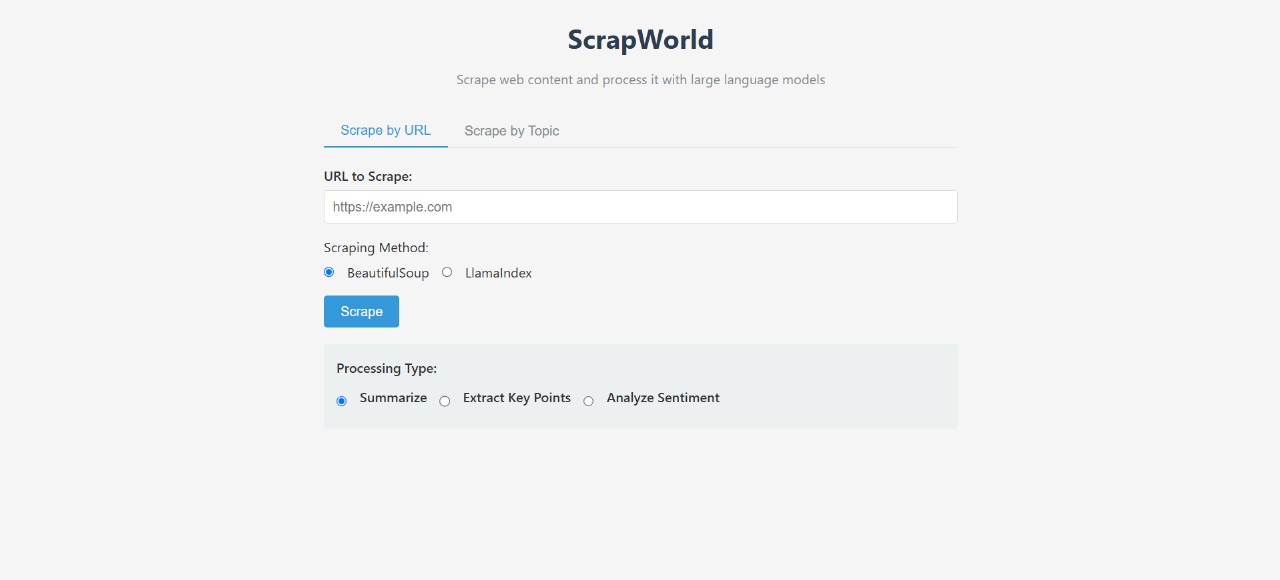 ScrapWorld
Scrape web content and process it with large language models
Scrape by URL Scrape by Topic
URL to Scrape:
https://example.com
Scraping Method:
BeautifulSoup LlamaIndex
Scrape
Processing Type:
Summarize Extract Key Points Analyze Sentiment